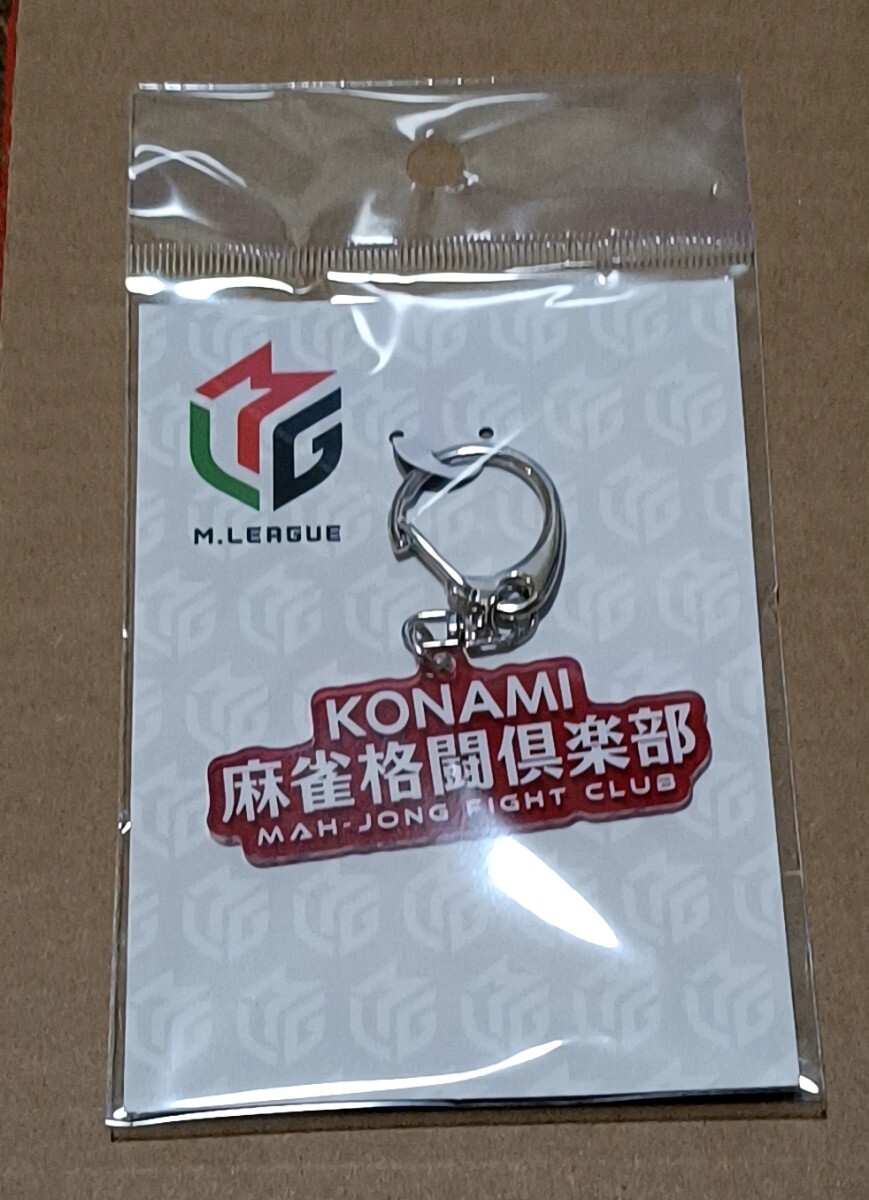 M.LEAGUE
KONAMI
麻雀格闘倶楽部
MAH-JONG FIGHT CLUB